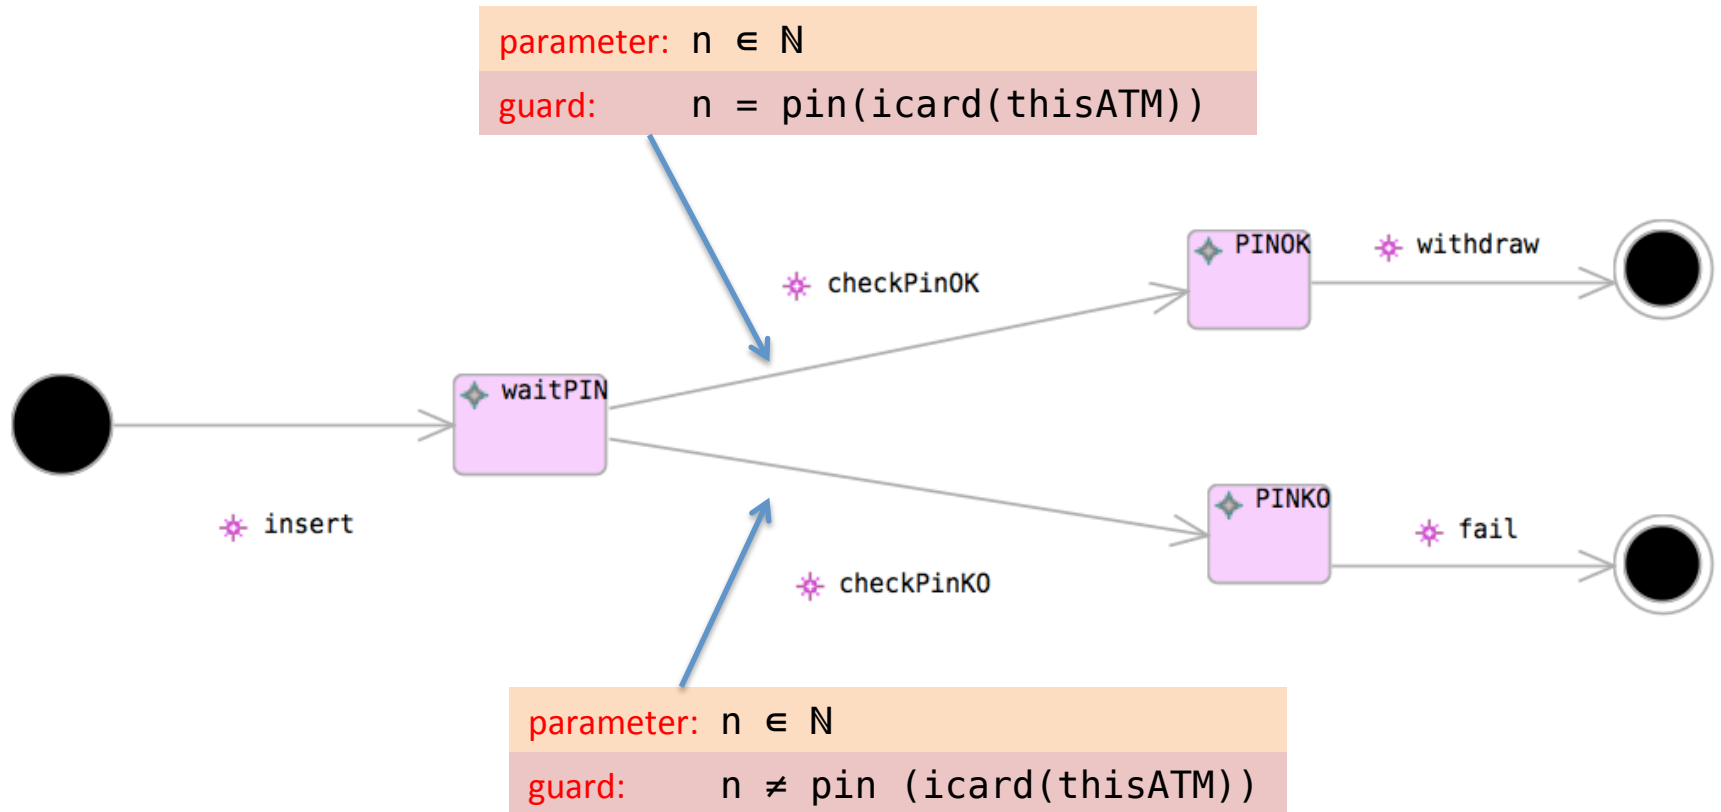 parameter: n ∈ ℕ
guard: n = pin(icard(thisATM))
PINOK
withdraw
checkPinOK
waitPIN
insert
PINKO
fail
checkPinKO
parameter: n ∈ ℕ
guard: n ≠ pin (icard(thisATM))